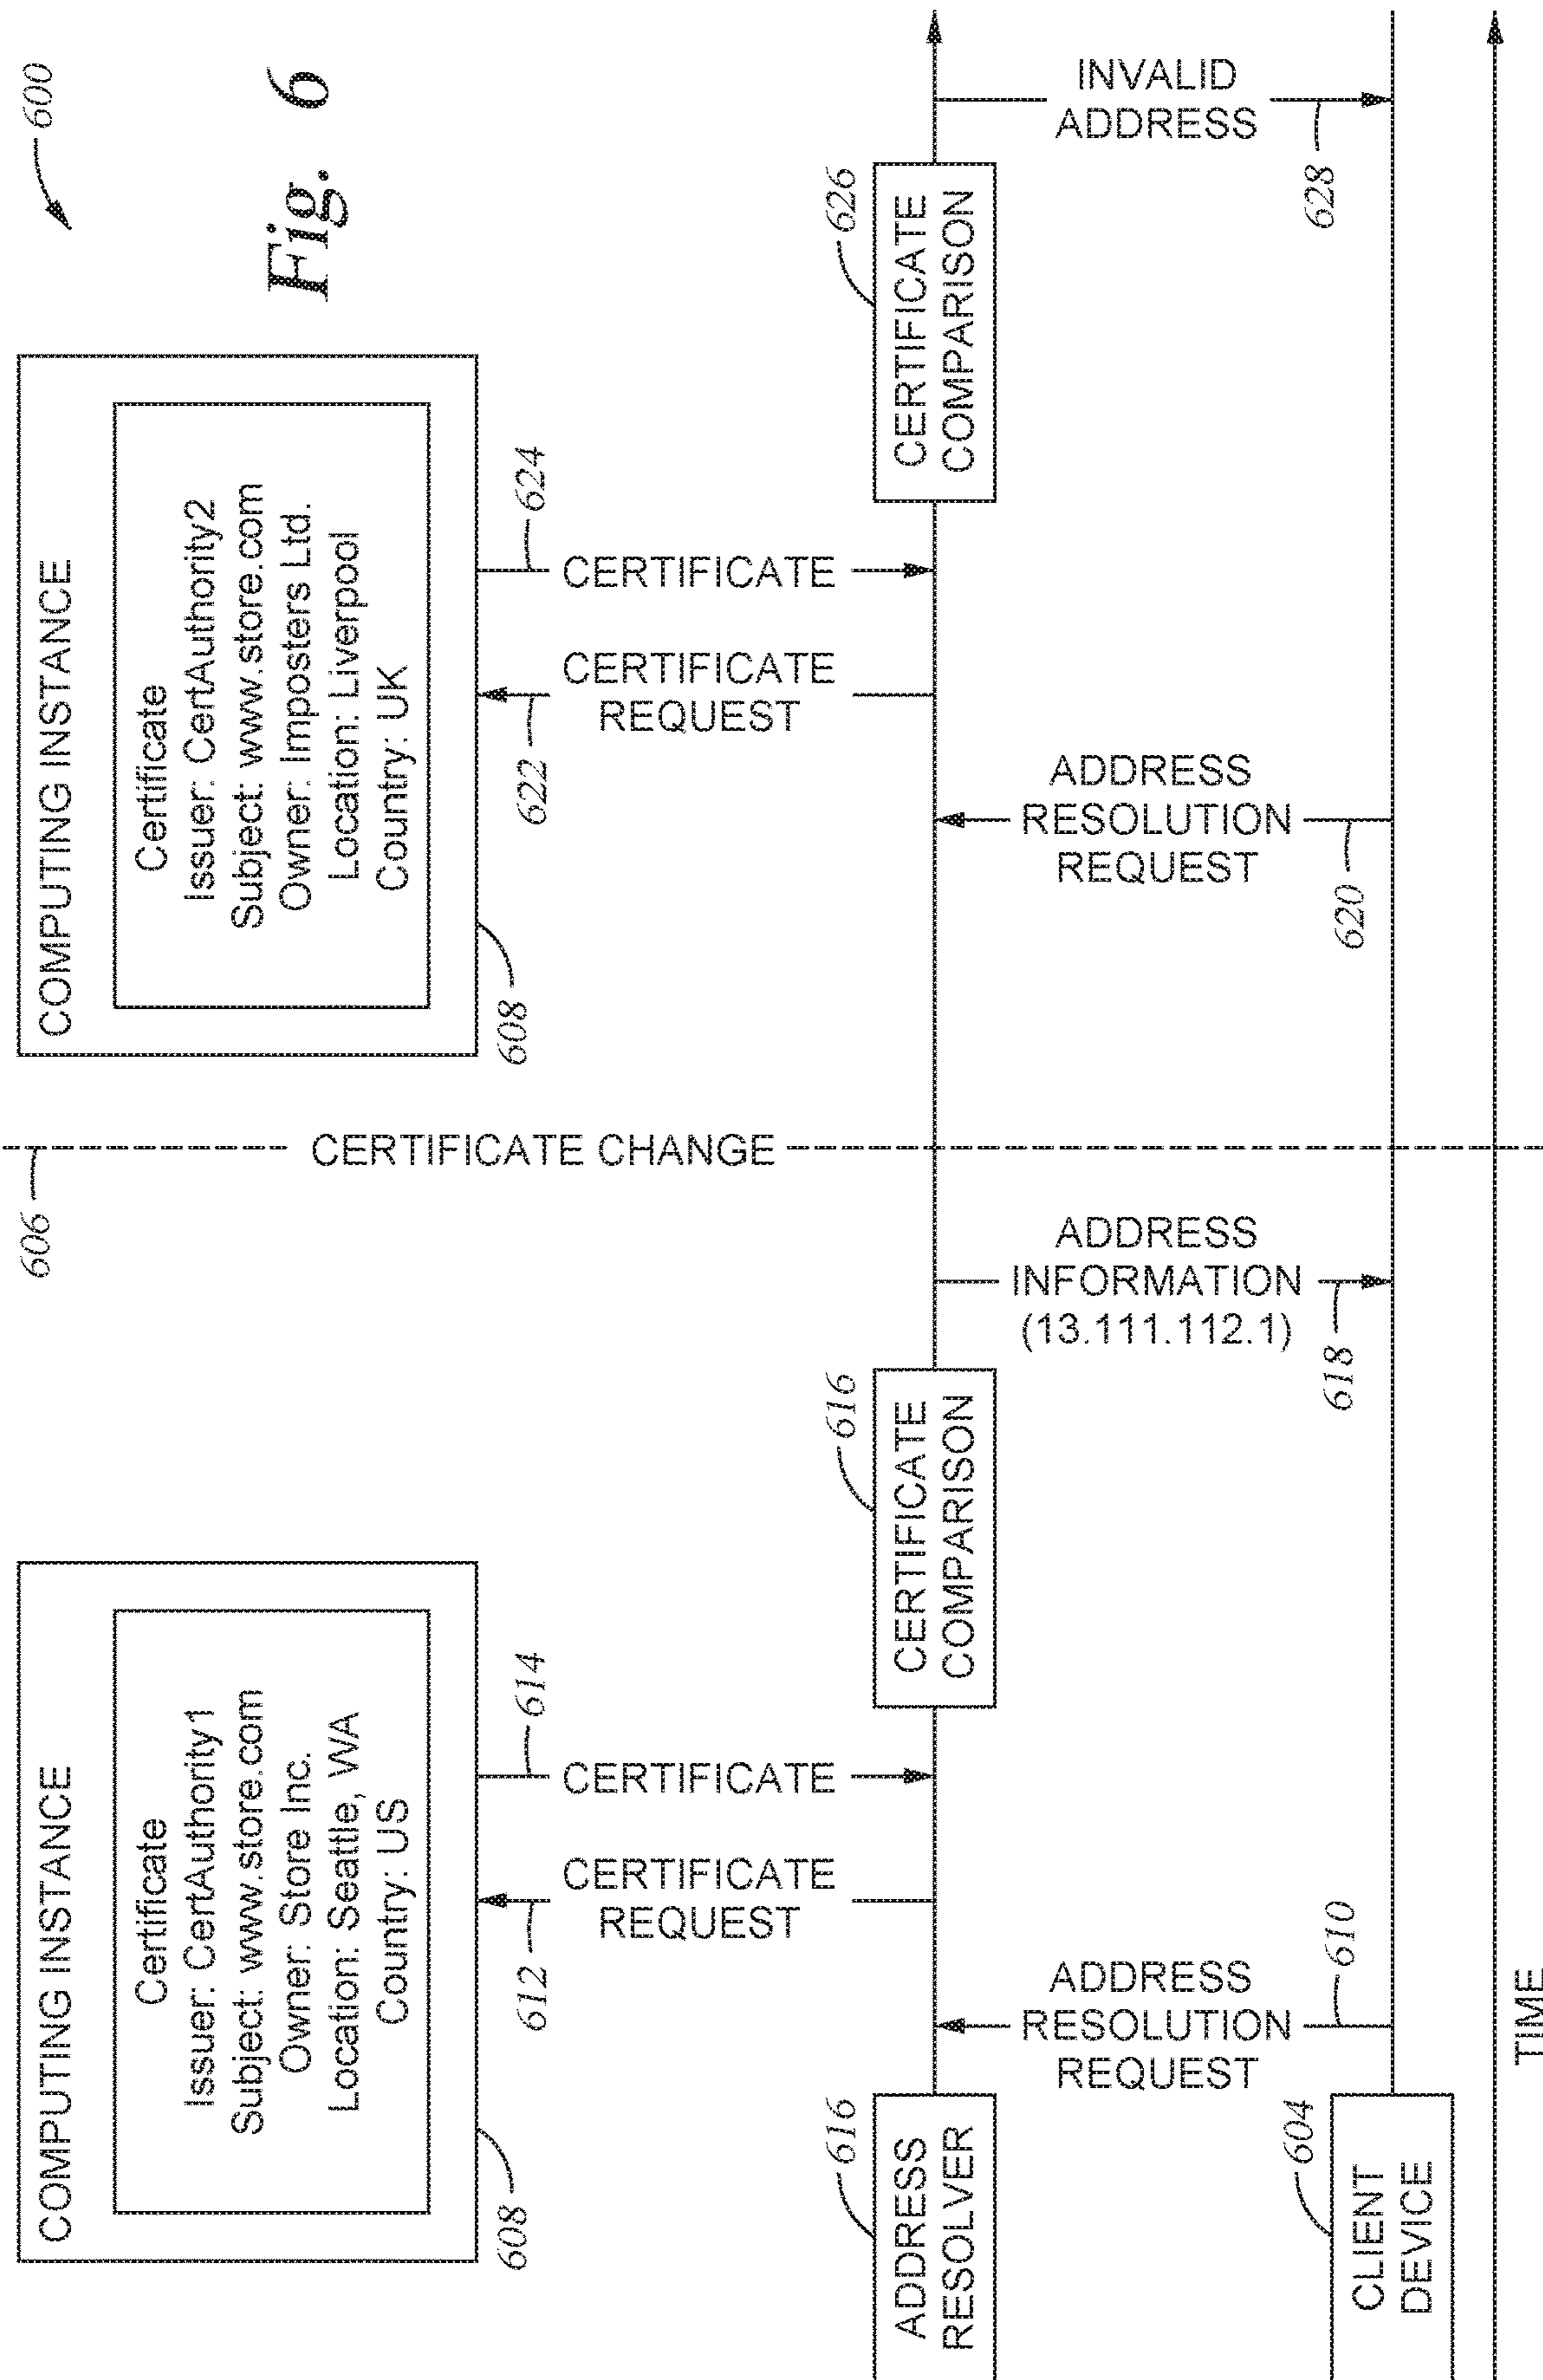 600
Fig. 6
606
COMPUTING INSTANCE
Certificate
Issuer: CertAuthority1
Subject: www.store.com
Owner: Store Inc.
Location: Seattle, WA
Country: US
608
COMPUTING INSTANCE
Certificate
Issuer: CertAuthority2
Subject: www.store.com
Owner: Imposters Ltd.
Location: Liverpool
Country: UK
608
CERTIFICATE CHANGE
612
CERTIFICATE
REQUEST
614
CERTIFICATE
622
CERTIFICATE
REQUEST
624
CERTIFICATE
616
ADDRESS
RESOLVER
616
CERTIFICATE
COMPARISON
626
CERTIFICATE
COMPARISON
ADDRESS
RESOLUTION
REQUEST
610
ADDRESS
INFORMATION
(13.111.112.1)
618
ADDRESS
RESOLUTION
REQUEST
620
INVALID
ADDRESS
628
604
CLIENT
DEVICE
TIME